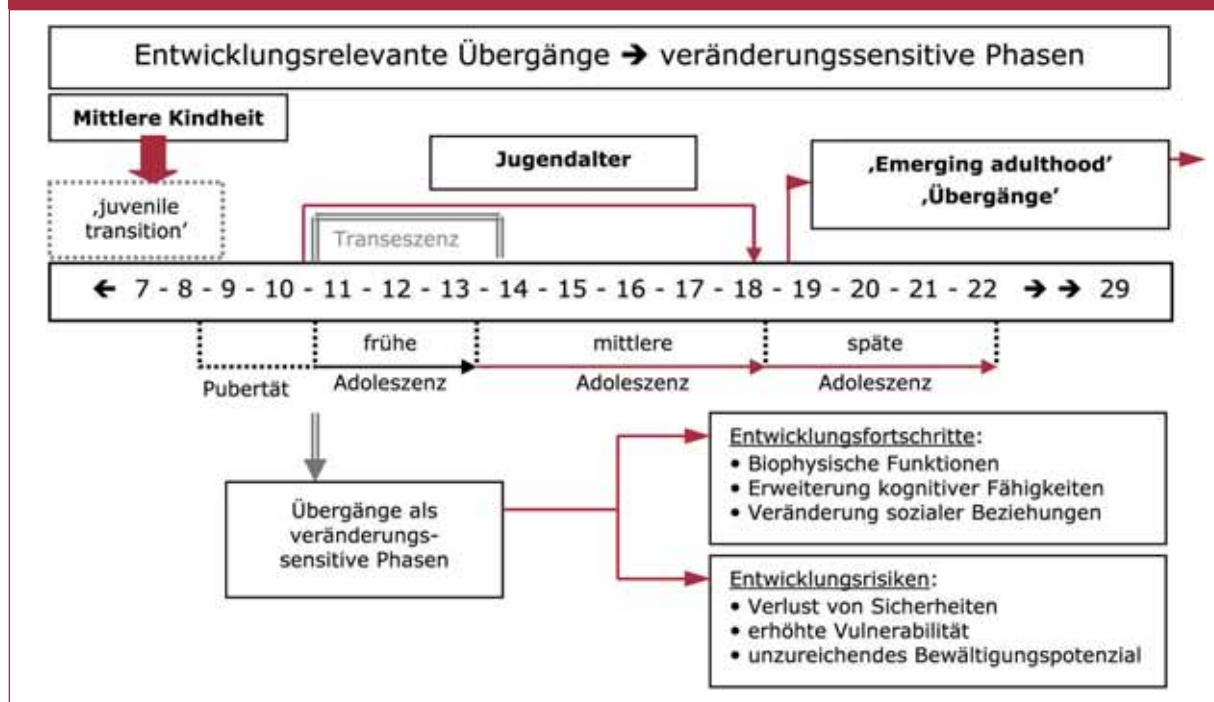 Entwicklungsrelevante Übergänge ➔ veränderungssensitive Phasen
Mittlere Kindheit
‚juvenile
transition’
Jugendalter
‚Emerging adulthood’
‚Übergänge’
Transeszenz
← 7 - 8 - 9 - 10 - 11 - 12 - 13 - 14 - 15 - 16 - 17 - 18 - 19 - 20 - 21 - 22 ➔ ➔ 29
Pubertät
frühe
Adoleszenz
mittlere
Adoleszenz
späte
Adoleszenz
Übergänge als
veränderungs-
sensitive Phasen
Entwicklungsfortschritte:
• Biophysische Funktionen
• Erweiterung kognitiver Fähigkeiten
• Veränderung sozialer Beziehungen
Entwicklungsrisiken:
• Verlust von Sicherheiten
• erhöhte Vulnerabilität
• unzureichendes Bewältigungspotenzial